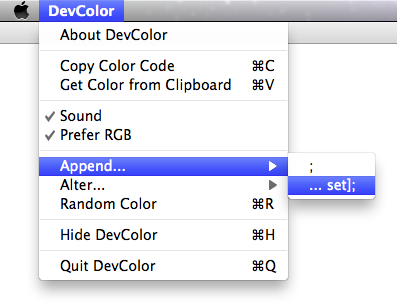 DevColor
About DevColor
Copy Color Code ⌘C
Get Color from Clipboard ⌘V
✓ Sound
✓ Prefer RGB
Append...
;
... set];
Alter...
Random Color ⌘R
Hide DevColor ⌘H
Quit DevColor ⌘Q